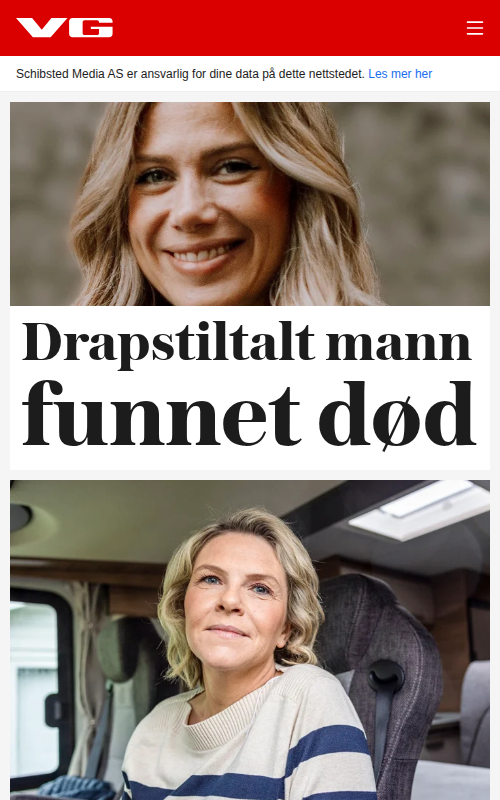 VG
Schibsted Media AS er ansvarlig for dine data på dette nettstedet. Les mer her
Drapstiltalt mann
funnet død